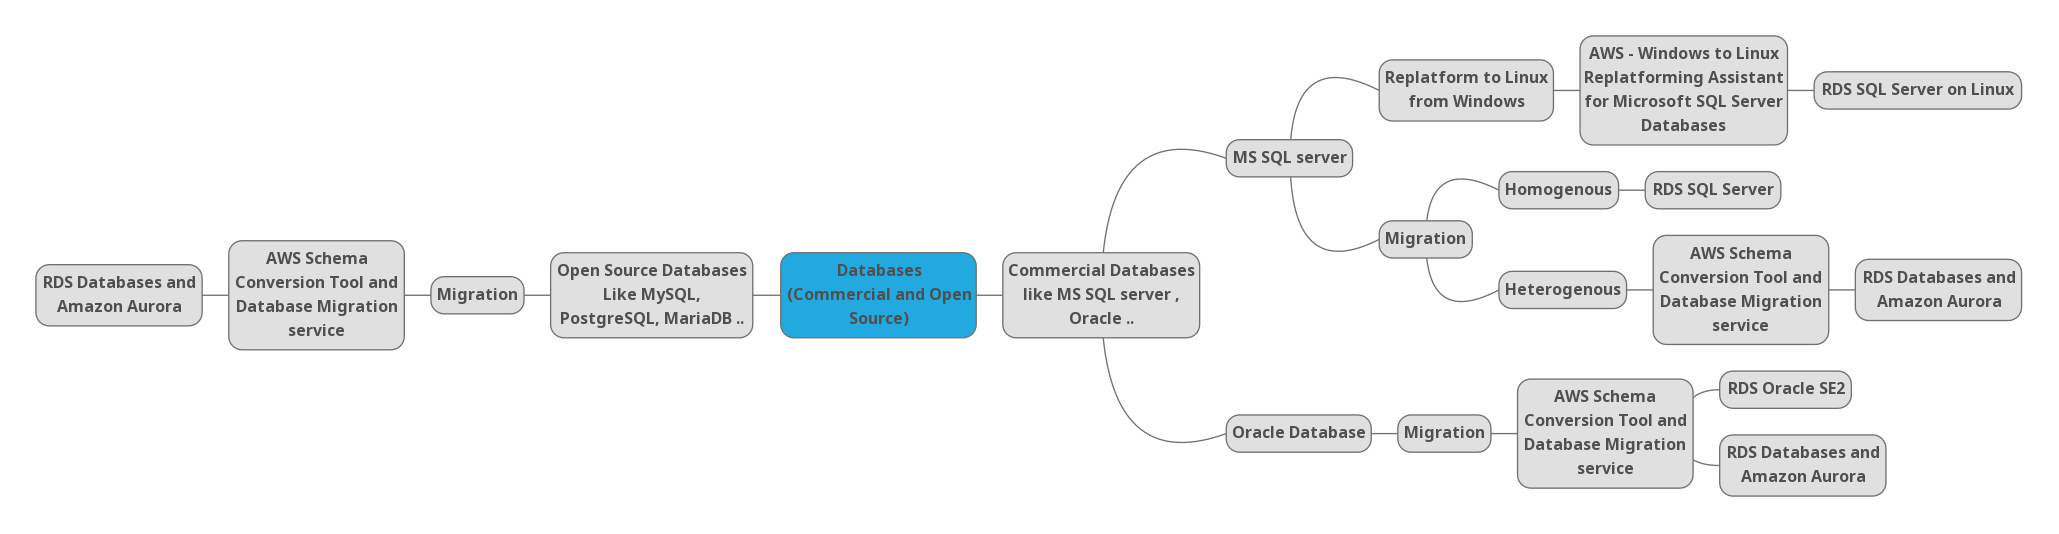 RDS Databases and
Amazon Aurora
AWS Schema
Conversion Tool and
Database Migration
service
Migration
Open Source Databases
Like MySQL,
PostgreSQL, MariaDB ..
Databases
(Commercial and Open
Source)
Commercial Databases
like MS SQL server ,
Oracle ..
MS SQL server
Replatform to Linux
from Windows
AWS - Windows to Linux
Replatforming Assistant
for Microsoft SQL Server
Databases
RDS SQL Server on Linux
Migration
Homogenous
RDS SQL Server
Heterogenous
AWS Schema
Conversion Tool and
Database Migration
service
RDS Databases and
Amazon Aurora
Oracle Database
Migration
AWS Schema
Conversion Tool and
Database Migration
service
RDS Oracle SE2
RDS Databases and
Amazon Aurora